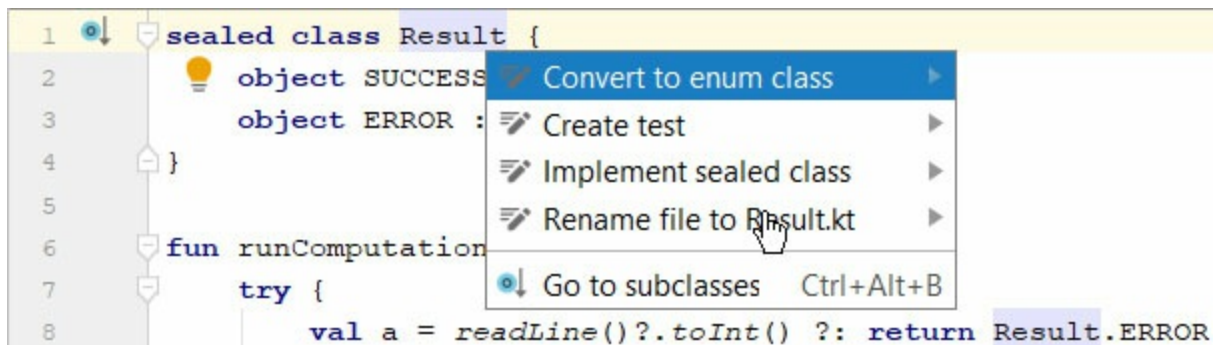 1 sealed class Result {
2 object SUCCESS Convert to enum class
3 object ERROR : Create test
4 } Implement sealed class
5 Rename file to Result.kt
6 fun runComputation
7 try { Go to subclasses Ctrl+Alt+B
8 val a = readLine()?.toInt() ?: return Result.ERROR